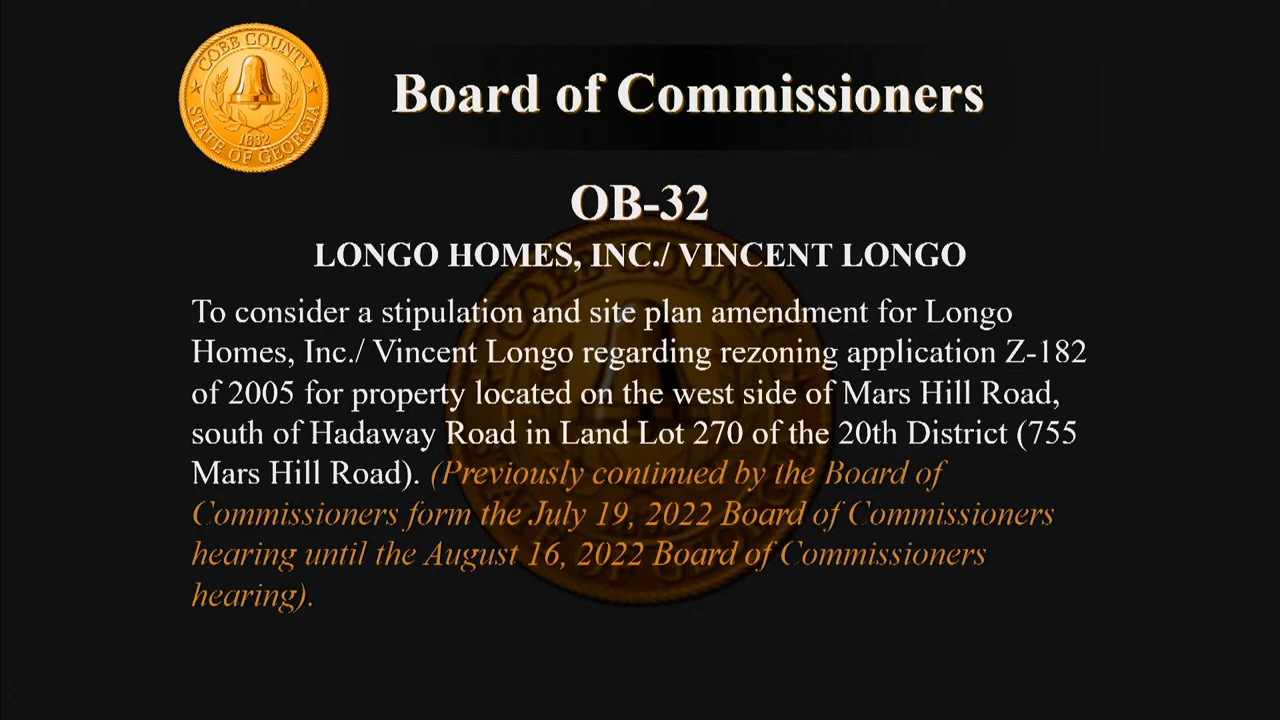 COBB COUNTY
STATE OF GEORGIA
1832
Board of Commissioners
OB-32
LONGO HOMES, INC./ VINCENT LONGO
To consider a stipulation and site plan amendment for Longo
Homes, Inc./ Vincent Longo regarding rezoning application Z-182
of 2005 for property located on the west side of Mars Hill Road,
south of Hadaway Road in Land Lot 270 of the 20th District (755
Mars Hill Road). (Previously continued by the Board of
Commissioners form the July 19, 2022 Board of Commissioners
hearing until the August 16, 2022 Board of Commissioners
hearing).